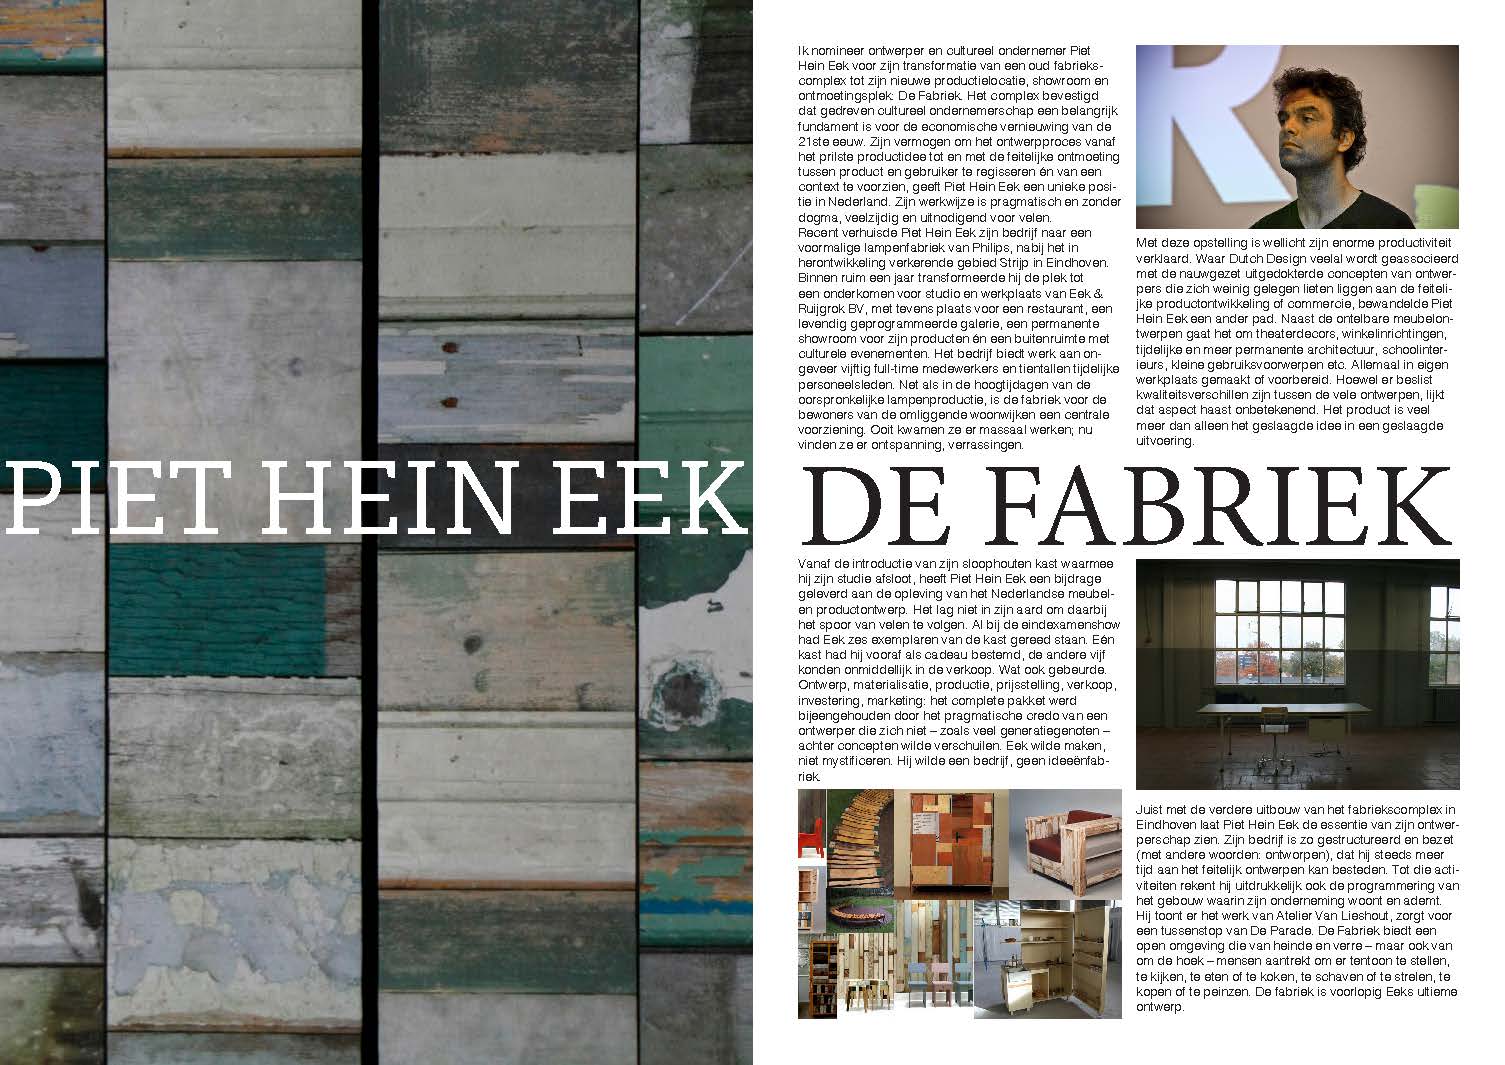 PIET HEIN EEK
Ik nomineer ontwerper en cultureel ondernemer Piet
Hein Eek voor zijn transformatie van een oud fabrieks-
complex tot zijn nieuwe productielocatie, showroom en
ontmoetingsplek: De Fabriek. Het complex bevestigd
dat gedreven cultureel ondernemerschap een belangrijk
fundament is voor de economische vernieuwing van de
21ste eeuw. Zijn vermogen om het ontwerpproces vanaf
het prilste productidee tot en met de feitelijke ontmoeting
tussen product en gebruiker te regisseren én van een
context te voorzien, geeft Piet Hein Eek een unieke posi-
tie in Nederland. Zijn werkwijze is pragmatisch en zonder
dogma, veelzijdig en uitnodigend voor velen.
Recent verhuisde Piet Hein Eek zijn bedrijf naar een
voormalige lampenfabriek van Philips, nabij het in
herontwikkeling verkerende gebied Strijp in Eindhoven.
Binnen ruim een jaar transformeerde hij de plek tot
een onderkomen voor studio en werkplaats van Eek &
Ruijgrok BV, met tevens plaats voor een restaurant, een
levendig geprogrammeerde galerie, een permanente
showroom voor zijn producten én een buitenruimte met
culturele evenementen. Het bedrijf biedt werk aan on-
geveer vijftig full-time medewerkers en tientallen tijdelijke
personeelsleden. Net als in de hoogtijdagen van de
oorspronkelijke lampenproductie, is de fabriek voor de
bewoners van de omliggende woonwijken een centrale
voorziening. Ooit kwamen ze er massaal werken; nu
vinden ze er ontspanning, verrassingen.
R.
Met deze opstelling is wellicht zijn enorme productiviteit
verklaard. Waar Dutch Design veelal wordt geassocieerd
met de nauwgezet uitgedokterde concepten van ontwer-
pers die zich weinig gelegen lieten liggen aan de feiteli-
jke productontwikkeling of commercie, bewandelde Piet
Hein Eek een ander pad. Naast de ontelbare meubelon-
twerpen gaat het om theaterdecors, winkelinrichtingen,
tijdelijke en meer permanente architectuur, schoolinter-
ieurs, kleine gebruiksvoorwerpen etc. Allemaal in eigen
werkplaats gemaakt of voorbereid. Hoewel er beslist
kwaliteitsverschillen zijn tussen de vele ontwerpen, lijkt
dat aspect haast onbetekenend. Het product is veel
meer dan alleen het geslaagde idee in een geslaagde
uitvoering.
DE FABRIEK
Vanaf de introductie van zijn sloophouten kast waarmee
hij zijn studie afsloot, heeft Piet Hein Eek een bijdrage
geleverd aan de opleving van het Nederlandse meubel-
en productontwerp. Het lag niet in zijn aard om daarbij
het spoor van velen te volgen. Al bij de eindexamenshow
had Eek zes exemplaren van de kast gereed staan. Eén
kast had hij vooraf als cadeau bestemd, de andere vijf
konden onmiddellijk in de verkoop. Wat ook gebeurde.
Ontwerp, materialisatie, productie, prijsstelling, verkoop,
investering, marketing: het complete pakket werd
bijeengehouden door het pragmatische credo van een
ontwerper die zich niet – zoals veel generatiegenoten –
achter concepten wilde verschuilen. Eek wilde maken,
niet mystificeren. Hij wilde een bedrijf, geen ideeënfab-
riek.
Juist met de verdere uitbouw van het fabriekscomplex in
Eindhoven laat Piet Hein Eek de essentie van zijn ontwer-
perschap zien. Zijn bedrijf is zo gestructureerd en bezet
(met andere woorden: ontworpen), dat hij steeds meer
tijd aan het feitelijk ontwerpen kan besteden. Tot die acti-
viteiten rekent hij uitdrukkelijk ook de programmering van
het gebouw waarin zijn onderneming woont en ademt.
Hij toont er het werk van Atelier Van Lieshout, zorgt voor
een tussenstop van De Parade. De Fabriek biedt een
open omgeving die van heinde en verre – maar ook van
om de hoek – mensen aantrekt om er tentoon te stellen,
te kijken, te eten of te koken, te schaven of te strelen, te
kopen of te peinzen. De fabriek is voorlopig Eeks ultieme
ontwerp.